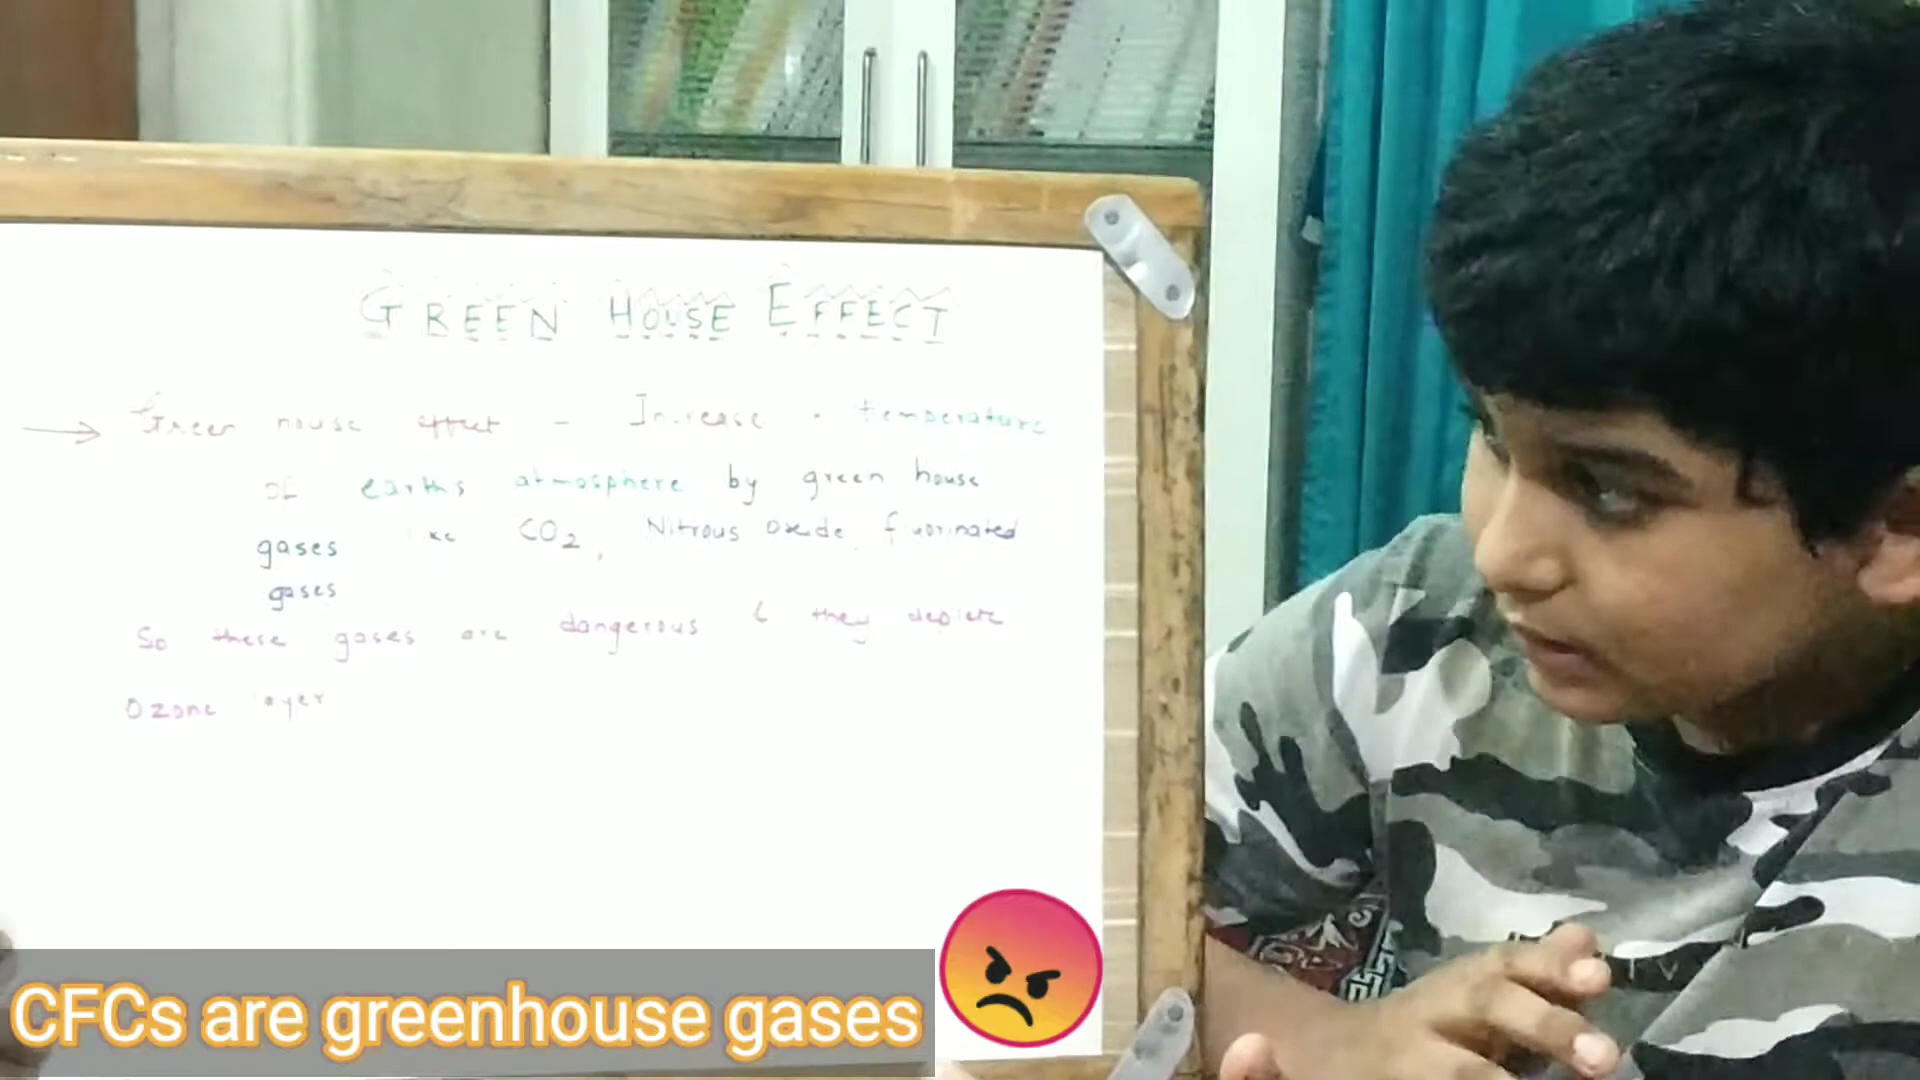 GREEN HOUSE EFFECT
Green house effect - Increase temperature
of earths atmosphere by green house
gases like CO2, Nitrous Oxide, fluorinated
gases
So these gases are dangerous & they deplete
Ozone layer
CFCs are greenhouse gases